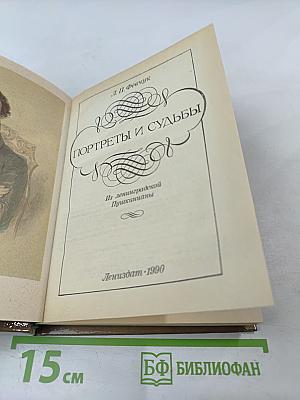 Л. П. Февчук
ПОРТРЕТЫ И СУДЬБЫ
Из ленинградской
Пушкинианы
Лениздат · 1990
15 см
БФ БИБЛИОФАН